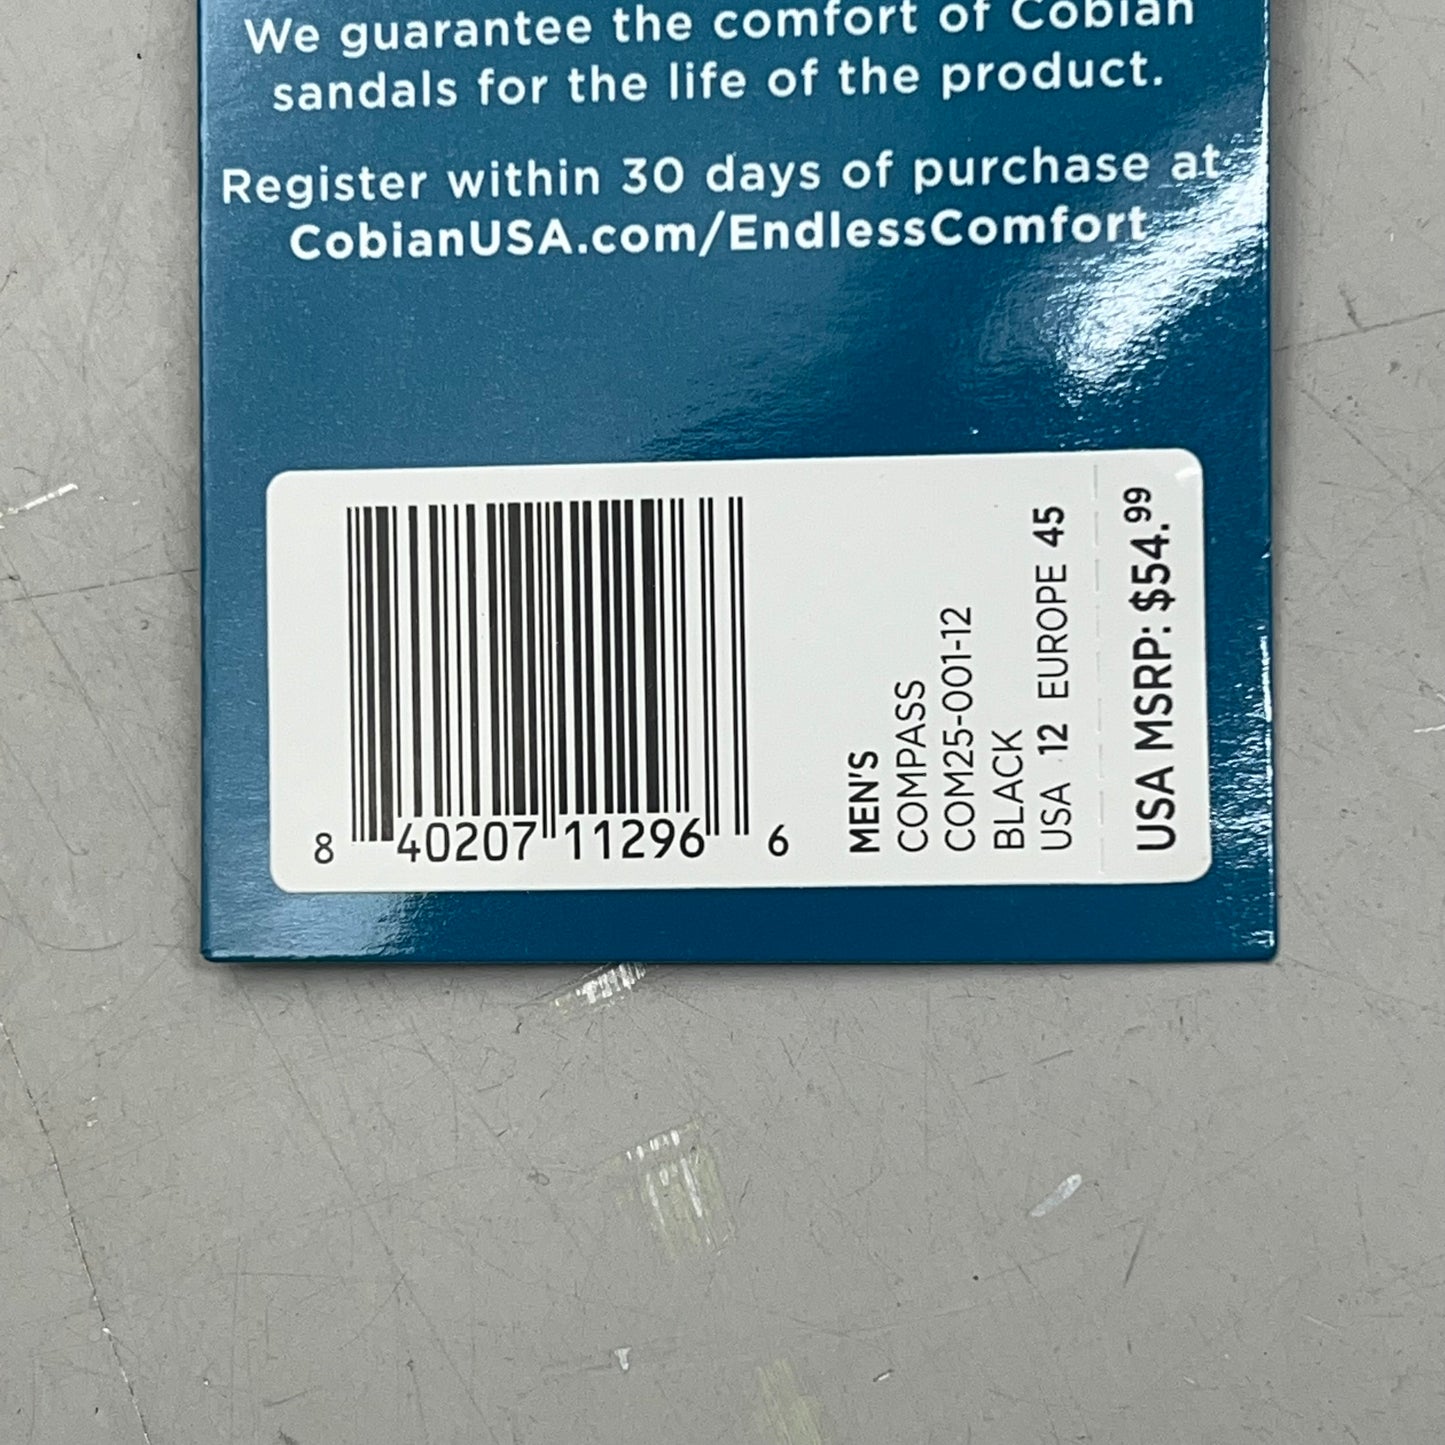 We guarantee the comfort of Cobian
sandals for the life of the product.
Register within 30 days of purchase at
CobianUSA.com/EndlessComfort
8 40207 11296 6
MEN'S
COMPASS
COM25-001-12
BLACK
USA 12 EUROPE 45
USA MSRP: $54.99